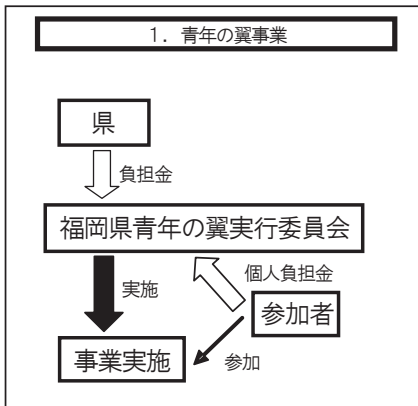 1．青年の翼事業
県
負担金
福岡県青年の翼実行委員会
個人負担金
実施
参加者
事業実施
参加